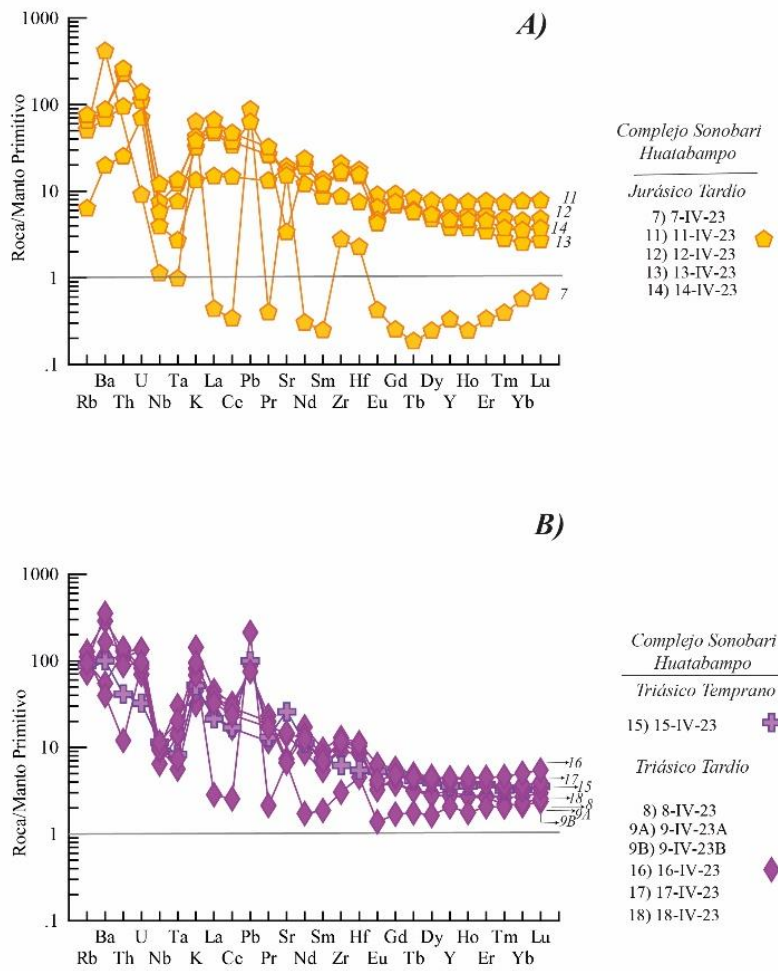 A)
1000
100
10
1
.1
Roca/Manto Primitivo
Ba Th U Nb Ta K La Cc Pb Pr Sr Nd Sm Zr Hf Eu Gd Tb Dy Y Ho Er Tm Yb Lu
Rb
11
12
14
13
7
Complejo Sonobari
Huatabampo
Jurásico Tardío
7) 7-IV-23
11) 11-IV-23
12) 12-IV-23
13) 13-IV-23
14) 14-IV-23
B)
1000
100
10
1
.1
Roca/Manto Primitivo
Ba U Ta La Pb Sr Sm Hf Gd Dy Ho Tm Lu
Rb Th Nb K Cc Pr Nd Zr Eu Tb Y Er Yb
16
17
15
18
8
9A
9B
Complejo Sonobari
Huatabampo
Triásico Temprano
15) 15-IV-23
Triásico Tardío
8) 8-IV-23
9A) 9-IV-23A
9B) 9-IV-23B
16) 16-IV-23
17) 17-IV-23
18) 18-IV-23